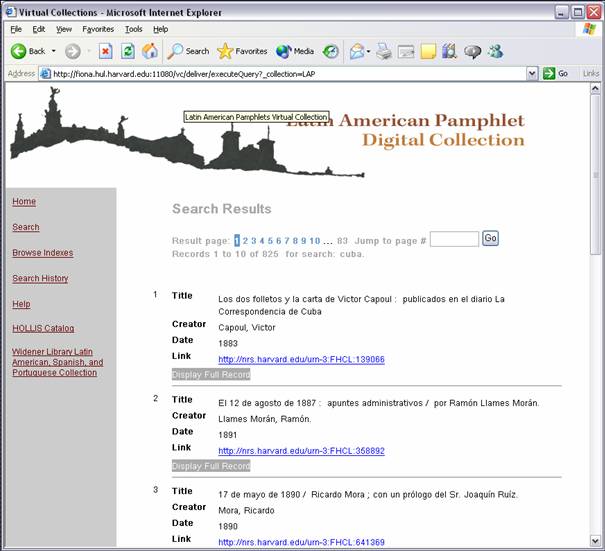 Virtual Collections - Microsoft Internet Explorer
File Edit View Favorites Tools Help
Back Search Favorites Media
Address http://fiona.hul.harvard.edu:11080/vc/deliver/executeQuery?_collection=LAP Go Links
Latin American Pamphlets Virtual Collection
Latin American Pamphlet
Digital Collection
Home
Search
Browse Indexes
Search History
Help
HOLLIS Catalog
Widener Library Latin
American, Spanish, and
Portuguese Collection
Search Results
Result page: 1 2 3 4 5 6 7 8 9 10 ... 83 Jump to page # Go
Records 1 to 10 of 825 for search: cuba.
1 Title Los dos folletos y la carta de Victor Capoul : publicados en el diario La
Correspondencia de Cuba
Creator Capoul, Victor
Date 1883
Link http://nrs.harvard.edu/urn-3:FHCL:139066
Display Full Record
2 Title El 12 de agosto de 1887 : apuntes administrativos / por Ramón Llames Morán.
Creator Llames Morán, Ramón.
Date 1891
Link http://nrs.harvard.edu/urn-3:FHCL:358892
Display Full Record
3 Title 17 de mayo de 1890 / Ricardo Mora ; con un prólogo del Sr. Joaquín Ruíz.
Creator Mora, Ricardo
Date 1890
Link http://nrs.harvard.edu/urn-3:FHCL:641369